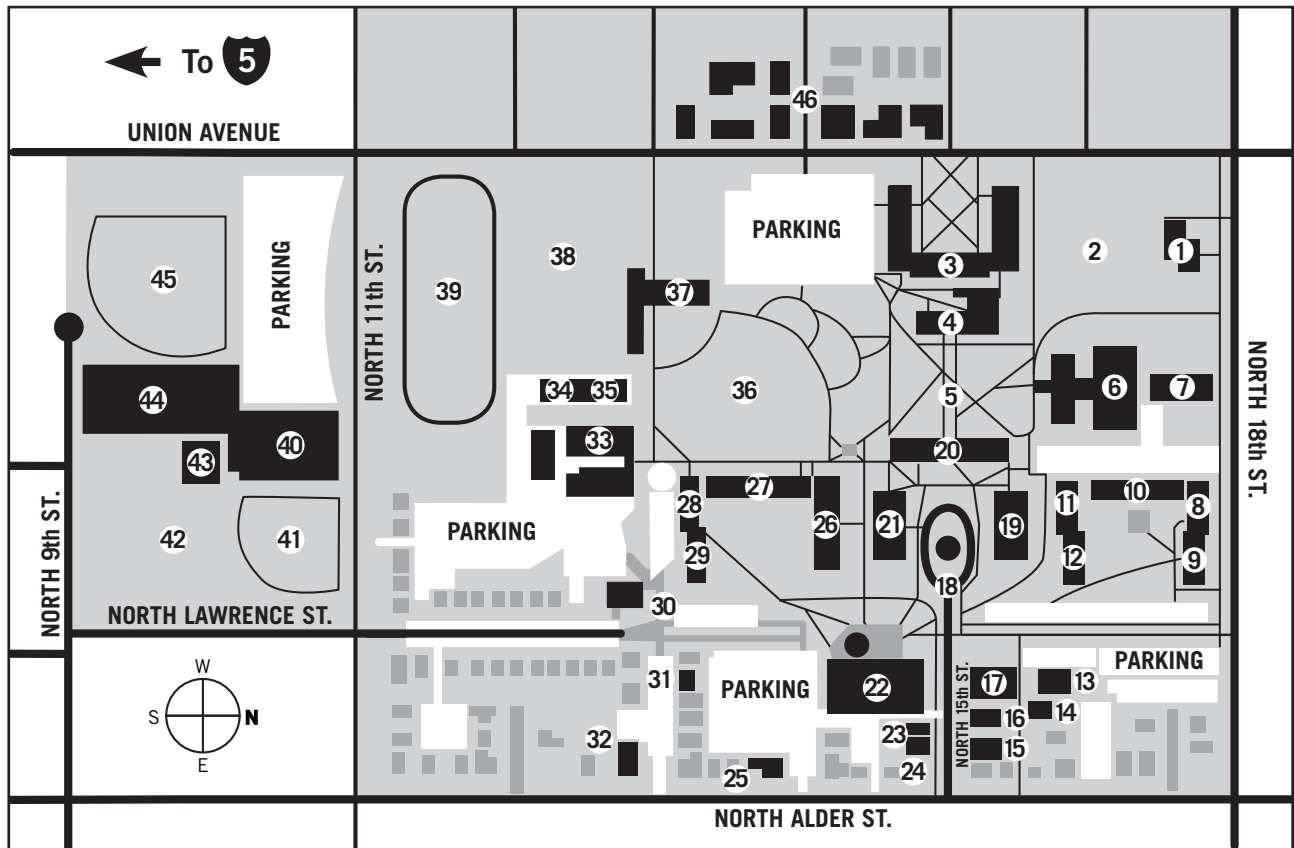 To 5
UNION AVENUE
46
PARKING
45
PARKING
NORTH 11th ST.
39
38
37
PARKING
3
2
1
4
44
40
43
34 35
33
36
5
6
7
NORTH 18th ST.
20
NORTH 9th ST.
42
41
PARKING
28
27
26
21
19
11
10
8
29
12
9
18
30
NORTH LAWRENCE ST.
W
S N
E
31
PARKING
22
NORTH 15th ST.
17
13
PARKING
16
14
15
23
24
32
25
NORTH ALDER ST.